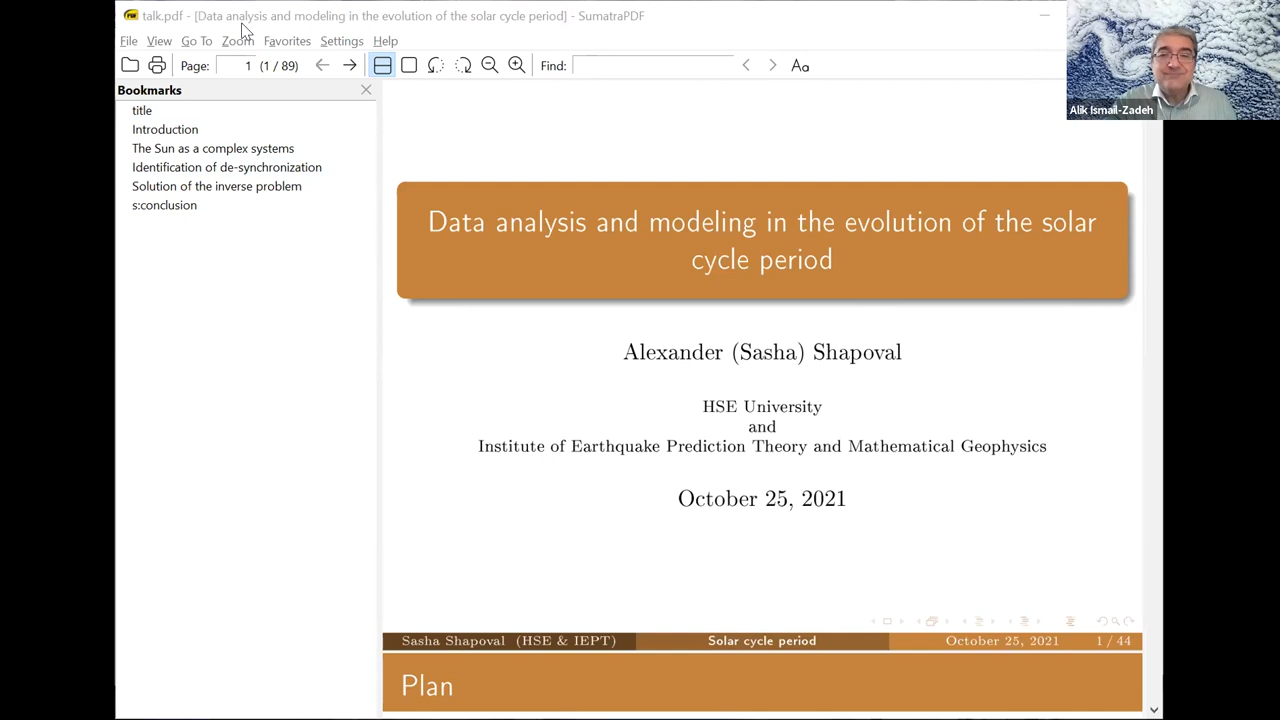 talk.pdf - [Data analysis and modeling in the evolution of the solar cycle period] - SumatraPDF
File View Go To Zoom Favorites Settings Help
Page: 1 (1 / 89) Find: Aa
Bookmarks
title
Introduction
The Sun as a complex systems
Identification of de-synchronization
Solution of the inverse problem
s:conclusion
Alik Ismail-Zadeh
Data analysis and modeling in the evolution of the solar
cycle period
Alexander (Sasha) Shapoval
HSE University
and
Institute of Earthquake Prediction Theory and Mathematical Geophysics
October 25, 2021
Sasha Shapoval (HSE & IEPT) Solar cycle period October 25, 2021 1 / 44
Plan